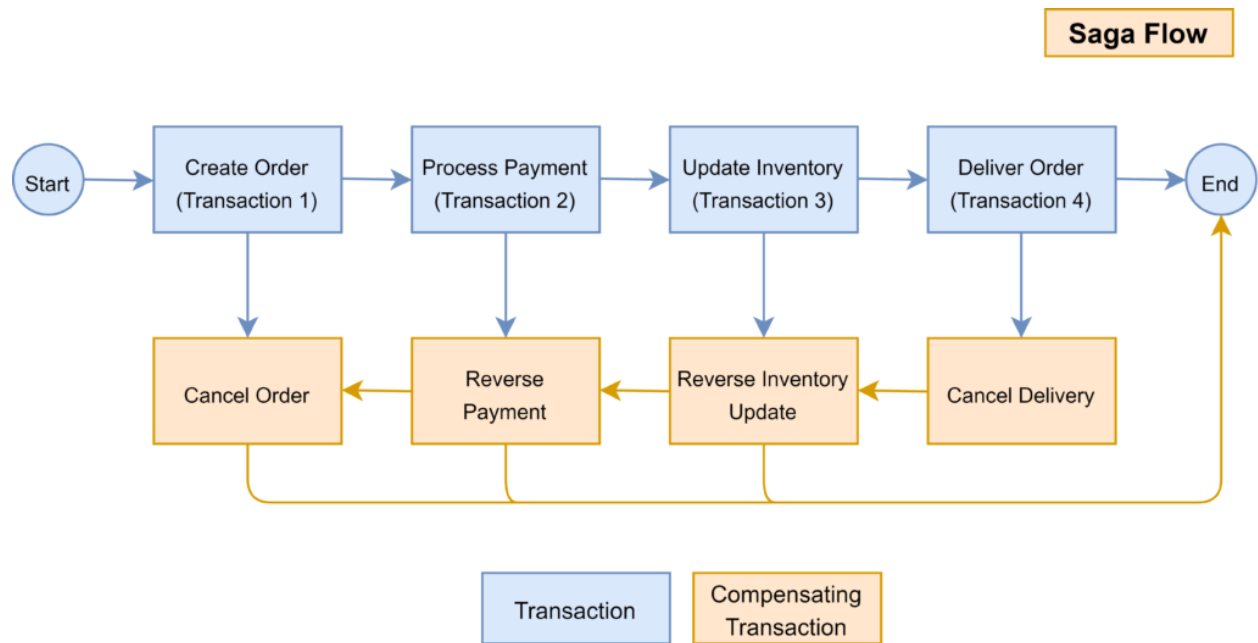 Saga Flow
Start
Create Order
(Transaction 1)
Process Payment
(Transaction 2)
Update Inventory
(Transaction 3)
Deliver Order
(Transaction 4)
End
Cancel Order
Reverse
Payment
Reverse Inventory
Update
Cancel Delivery
Transaction
Compensating
Transaction